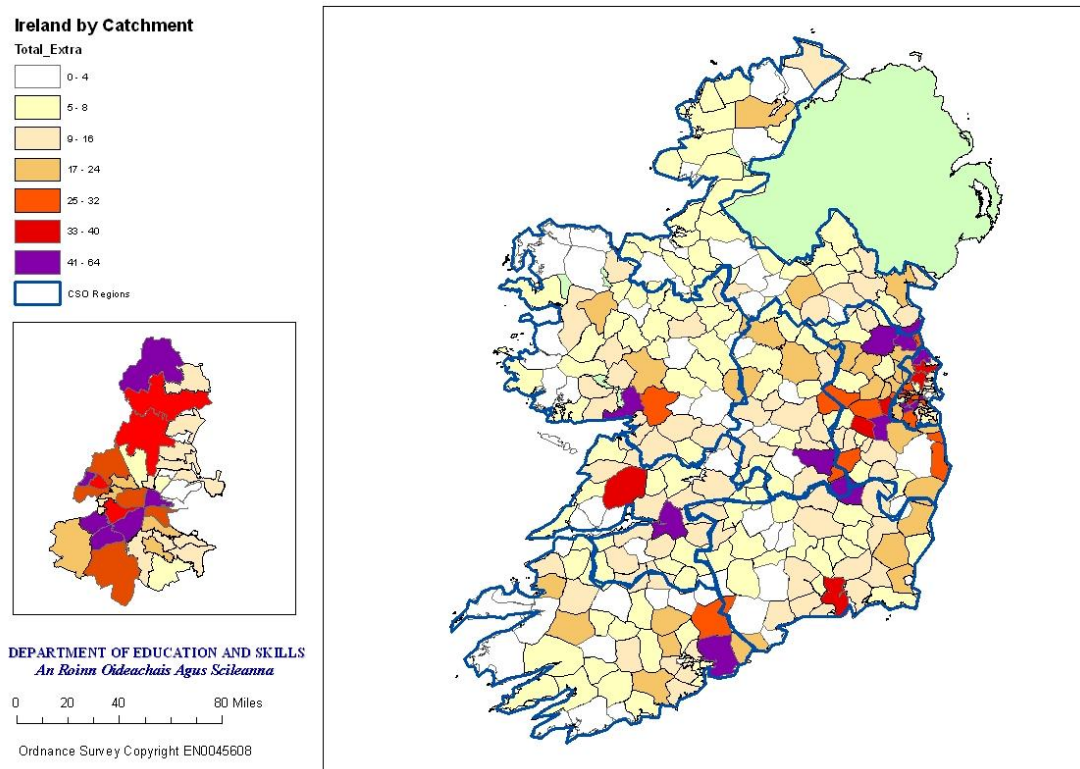 Ireland by Catchment
Total_Extra
0 - 4
5 - 8
9 - 16
17 - 24
25 - 32
33 - 40
41 - 64
CSO Regions
DEPARTMENT OF EDUCATION AND SKILLS
An Roinn Oideachais Agus Scileanna
0 20 40 80 Miles
Ordnance Survey Copyright EN0045608